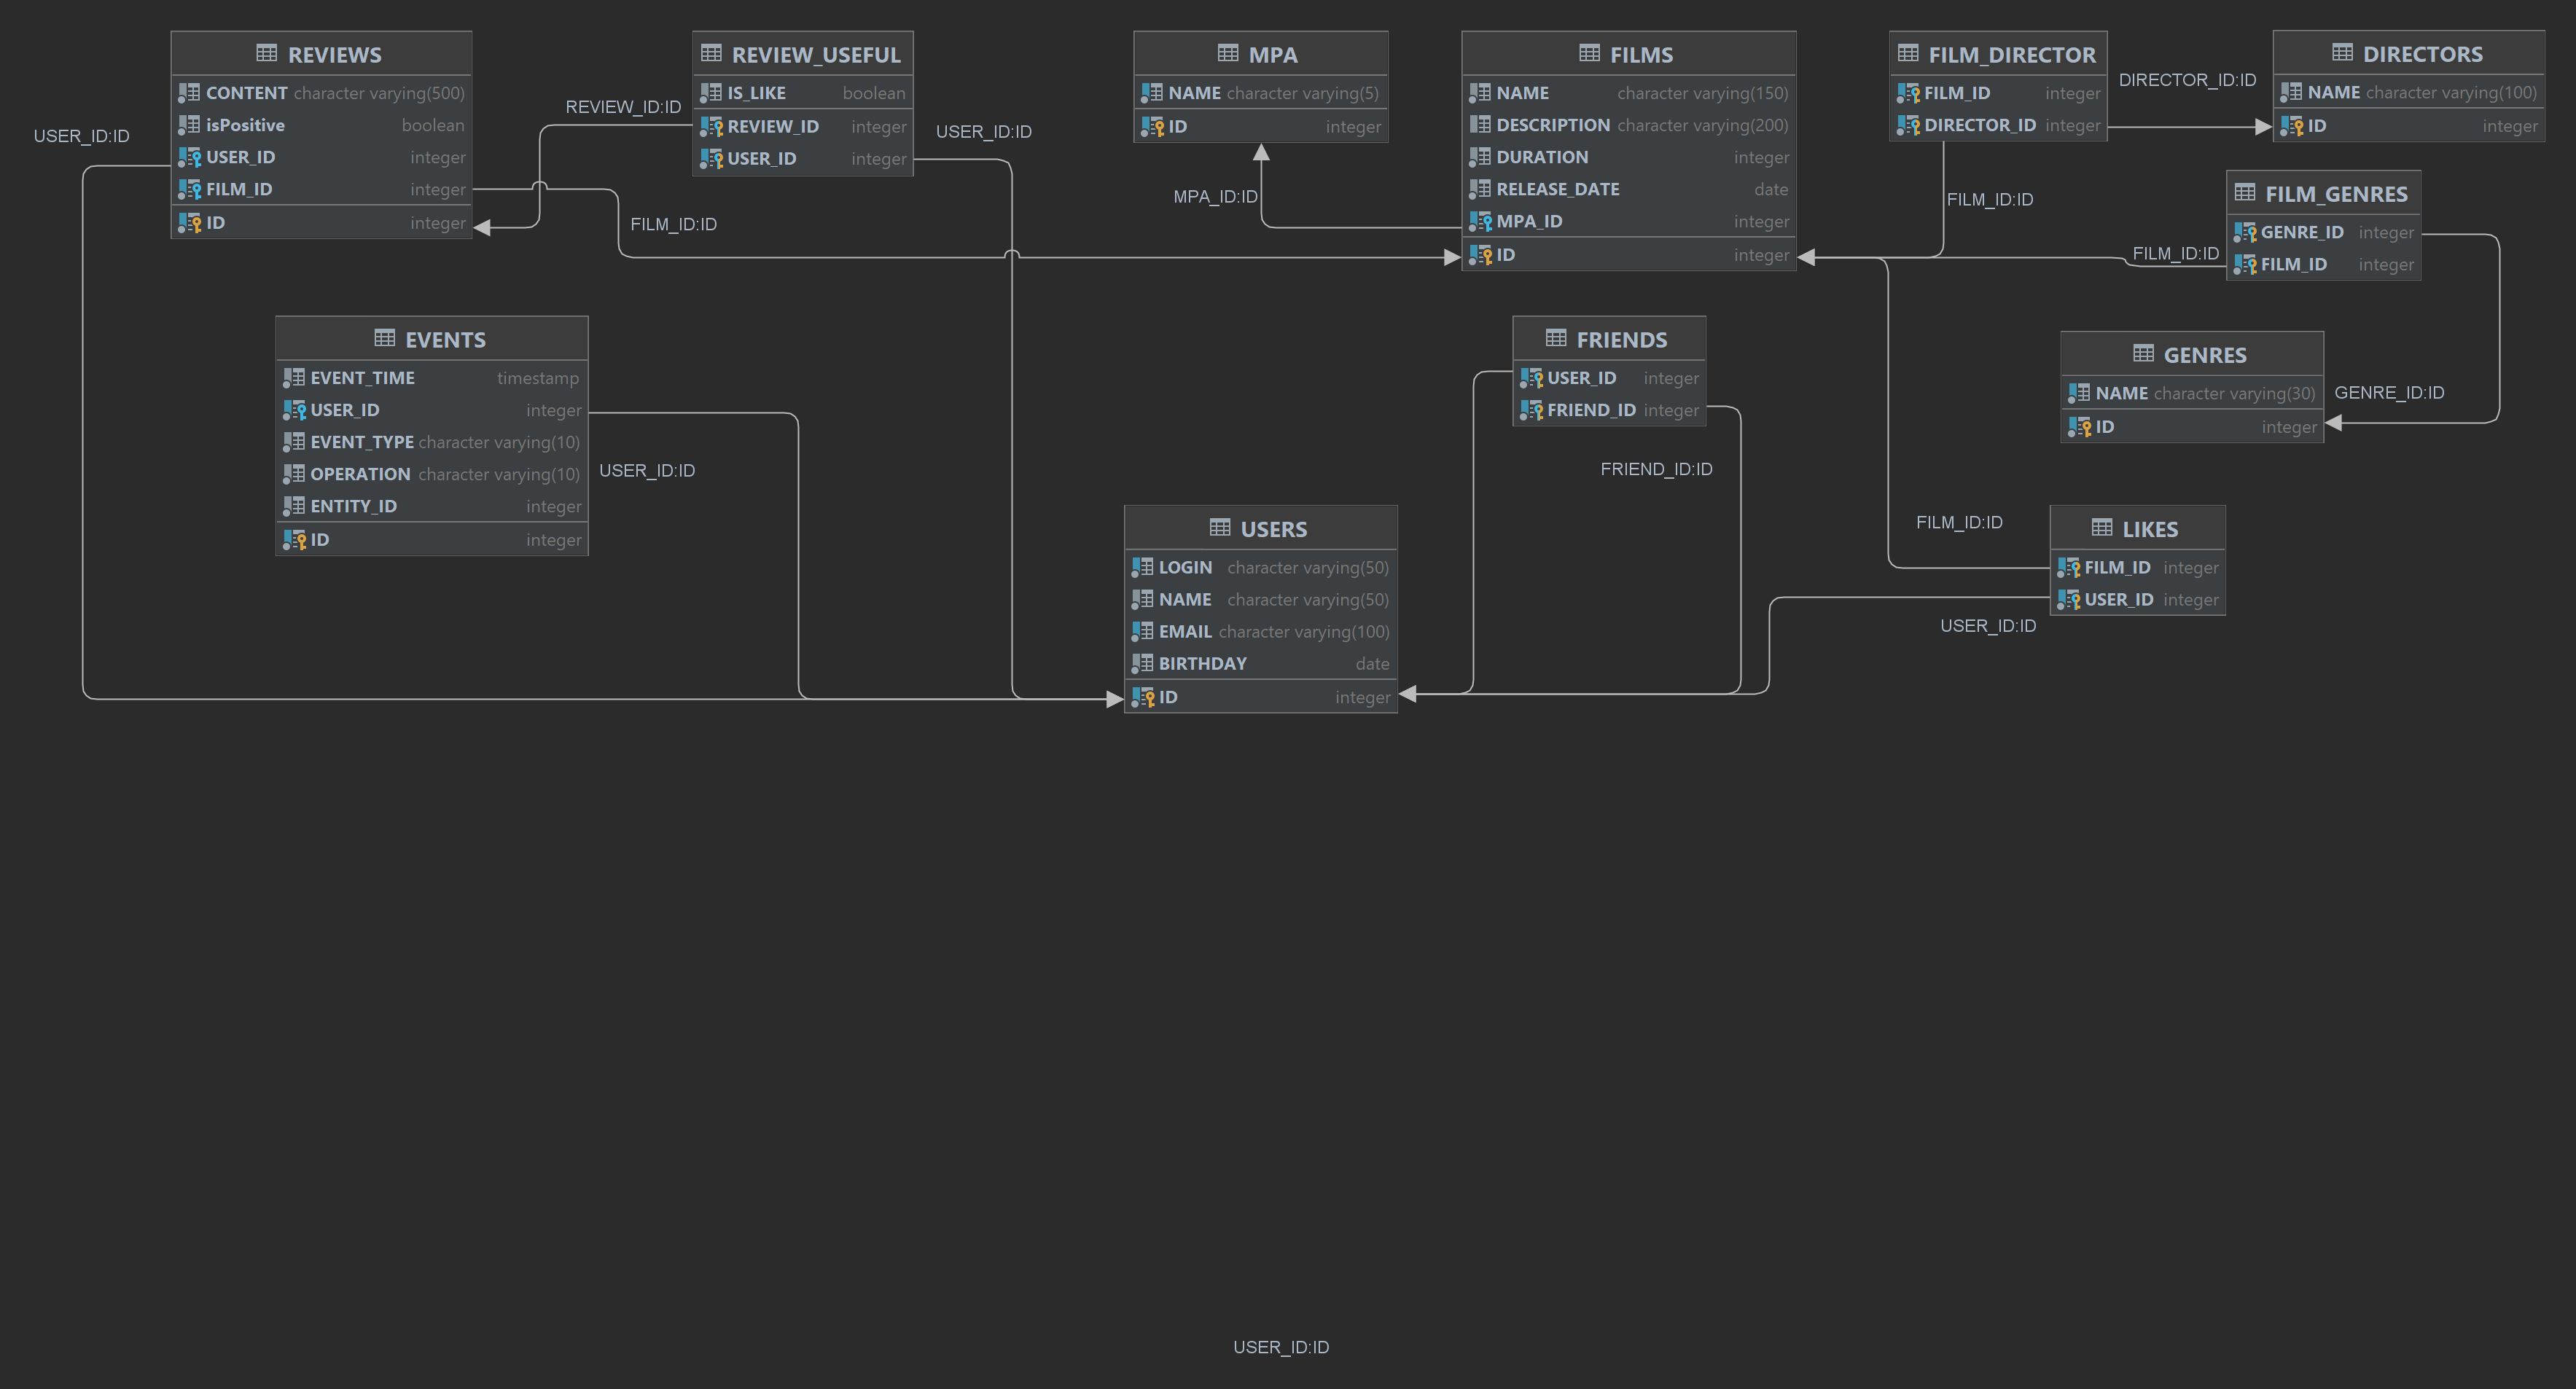 REVIEWS
CONTENT character varying(500)
isPositive boolean
USER_ID integer
FILM_ID integer
ID integer
REVIEW_USEFUL
IS_LIKE boolean
REVIEW_ID integer
USER_ID integer
MPA
NAME character varying(5)
ID integer
FILMS
NAME character varying(150)
DESCRIPTION character varying(200)
DURATION integer
RELEASE_DATE date
MPA_ID integer
ID integer
FILM_DIRECTOR
FILM_ID integer
DIRECTOR_ID integer
DIRECTORS
NAME character varying(100)
ID integer
DIRECTOR_ID:ID
REVIEW_ID:ID
USER_ID:ID
USER_ID:ID
MPA_ID:ID
FILM_ID:ID
FILM_ID:ID
FILM_ID:ID
FILM_GENRES
GENRE_ID integer
FILM_ID integer
EVENTS
EVENT_TIME timestamp
USER_ID integer
EVENT_TYPE character varying(10)
OPERATION character varying(10)
ENTITY_ID integer
ID integer
USER_ID:ID
FRIENDS
USER_ID integer
FRIEND_ID integer
FRIEND_ID:ID
GENRES
NAME character varying(30)
ID integer
GENRE_ID:ID
USERS
LOGIN character varying(50)
NAME character varying(50)
EMAIL character varying(100)
BIRTHDAY date
ID integer
FILM_ID:ID
LIKES
FILM_ID integer
USER_ID integer
USER_ID:ID
USER_ID:ID